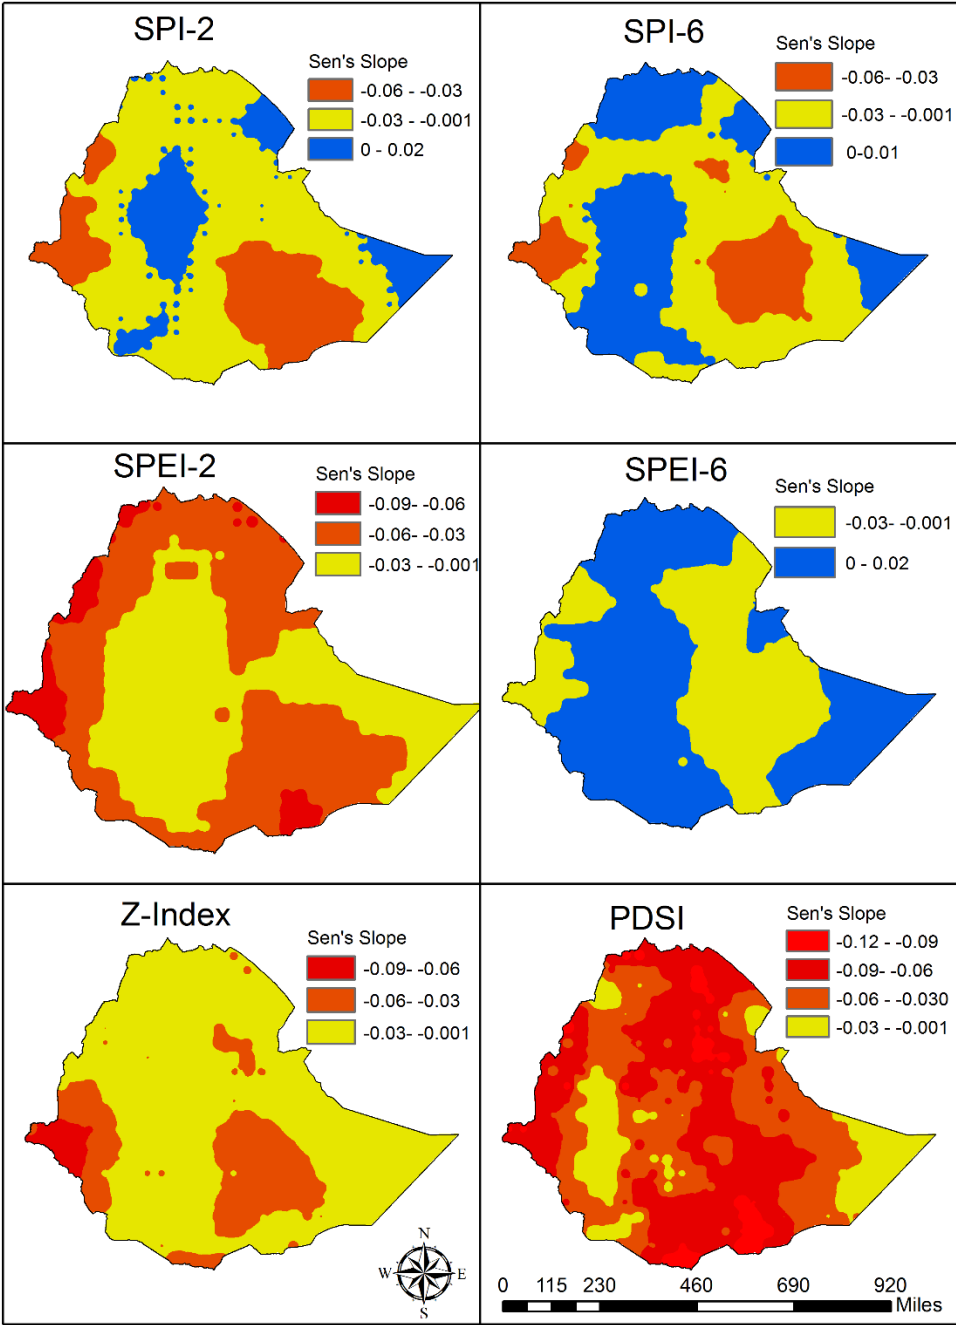 SPI-2
Sen's Slope
-0.06 - -0.03
-0.03 - -0.001
0 - 0.02
SPI-6
Sen's Slope
-0.06- -0.03
-0.03 - -0.001
0-0.01
SPEI-2
Sen's Slope
-0.09- -0.06
-0.06- -0.03
-0.03 - -0.001
SPEI-6
Sen's Slope
-0.03- -0.001
0 - 0.02
Z-Index
Sen's Slope
-0.09- -0.06
-0.06 - -0.03
-0.03- -0.001
N
W E
S
PDSI
Sen's Slope
-0.12 - -0.09
-0.09- -0.06
-0.06 - -0.030
-0.03 - -0.001
0 115 230 460 690 920
Miles